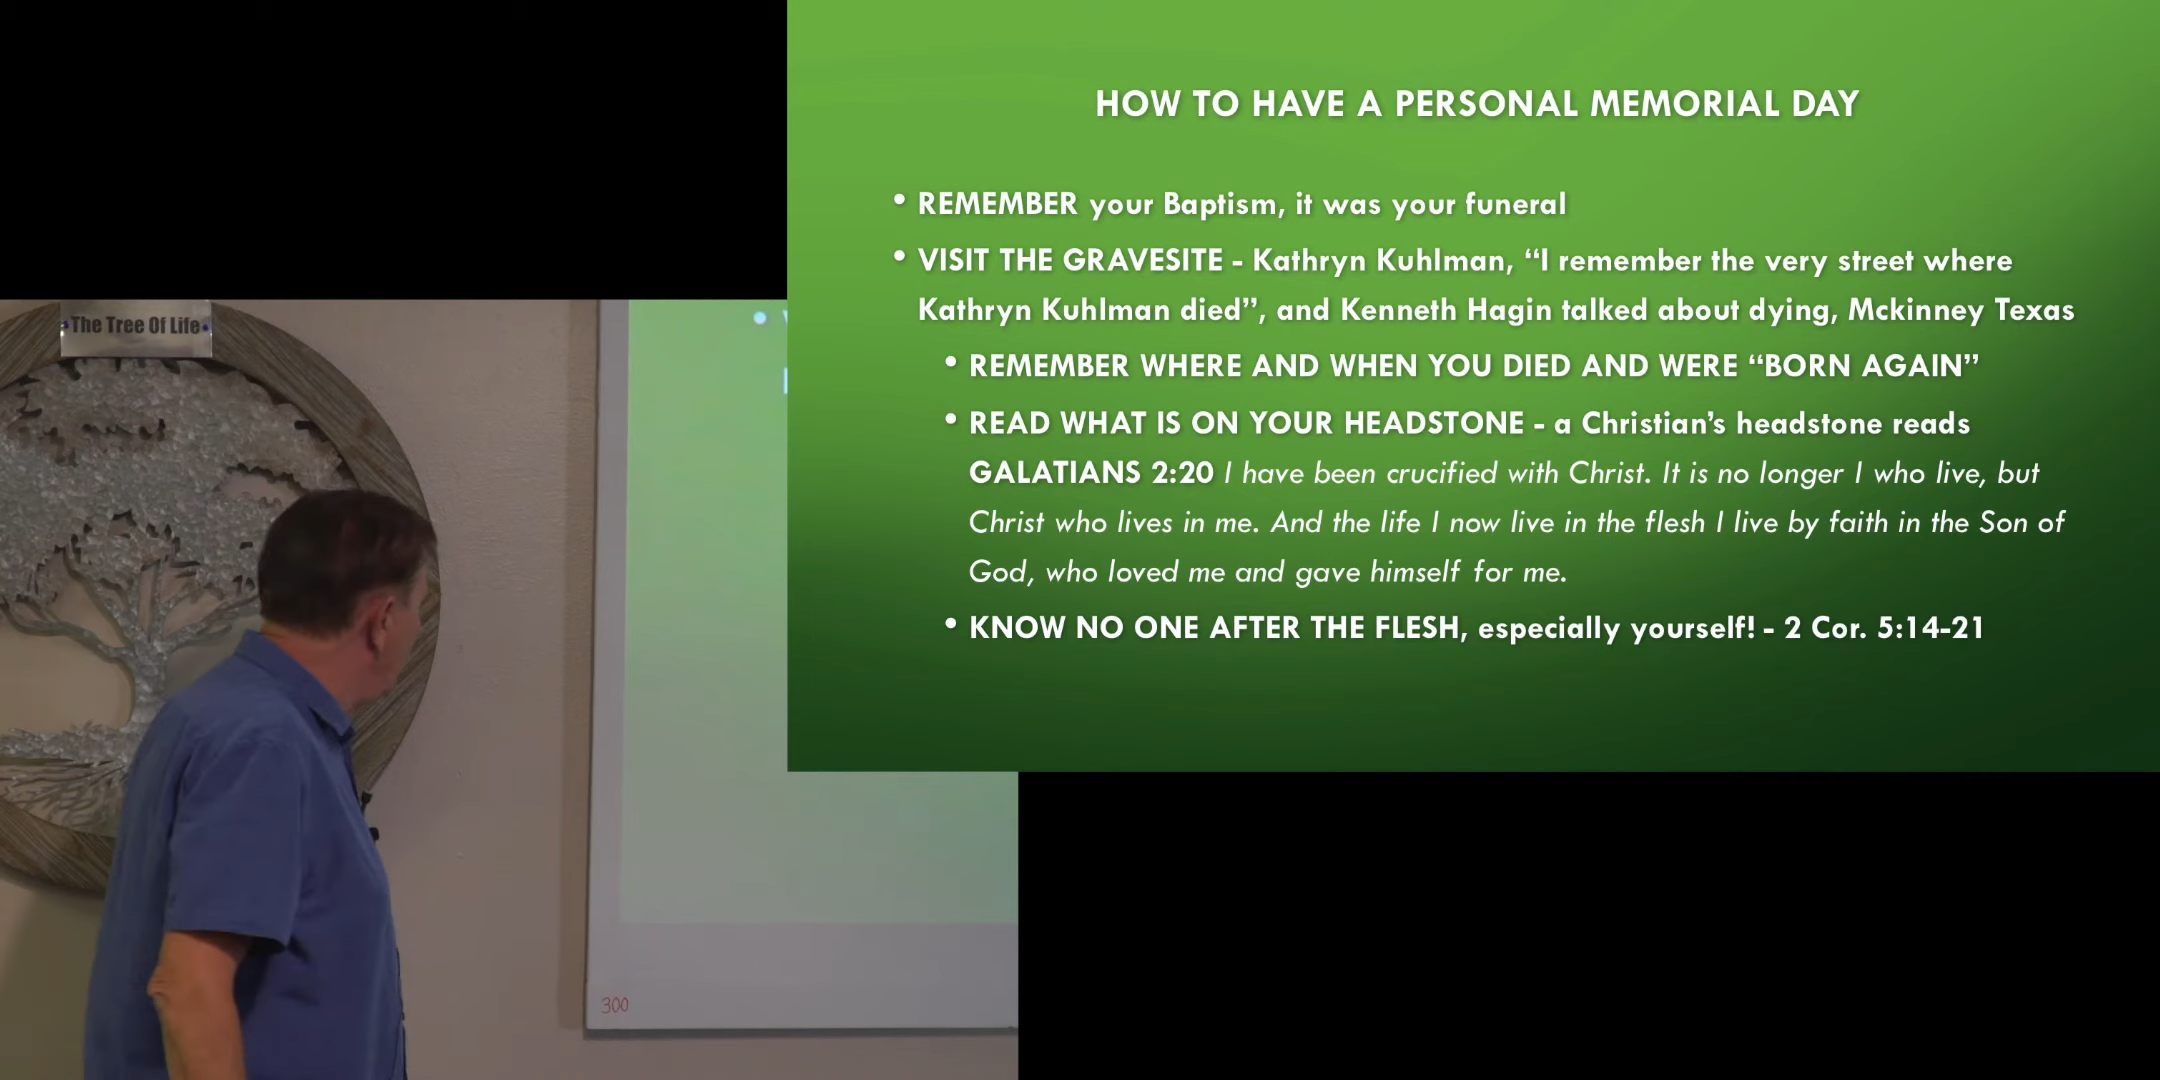 HOW TO HAVE A PERSONAL MEMORIAL DAY
• REMEMBER your Baptism, it was your funeral
• VISIT THE GRAVESITE - Kathryn Kuhlman, “I remember the very street where
Kathryn Kuhlman died”, and Kenneth Hagin talked about dying, Mckinney Texas
• REMEMBER WHERE AND WHEN YOU DIED AND WERE “BORN AGAIN”
• READ WHAT IS ON YOUR HEADSTONE - a Christian’s headstone reads
GALATIANS 2:20 I have been crucified with Christ. It is no longer I who live, but
Christ who lives in me. And the life I now live in the flesh I live by faith in the Son of
God, who loved me and gave himself for me.
• KNOW NO ONE AFTER THE FLESH, especially yourself! - 2 Cor. 5:14-21
The Tree Of Life
300